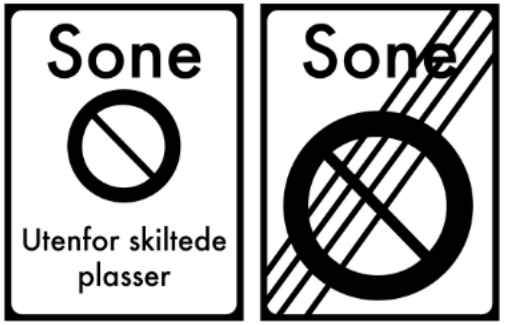 Sone
Utenfor skiltede
plasser
Sone